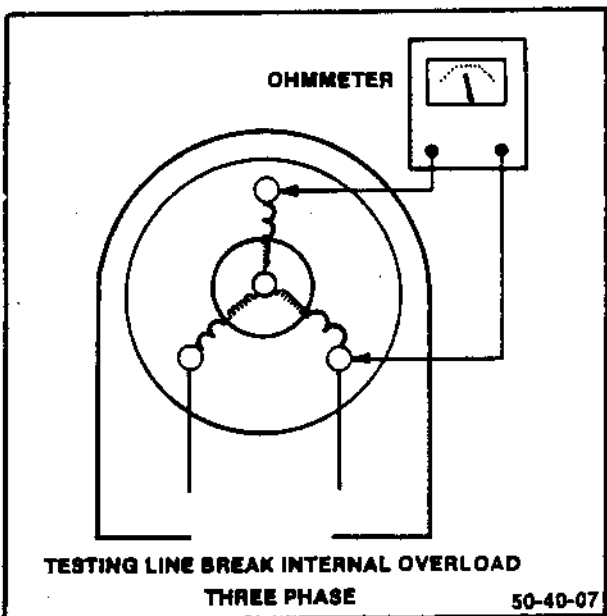 OHMMETER
TESTING LINE BREAK INTERNAL OVERLOAD
THREE PHASE
50-40-07